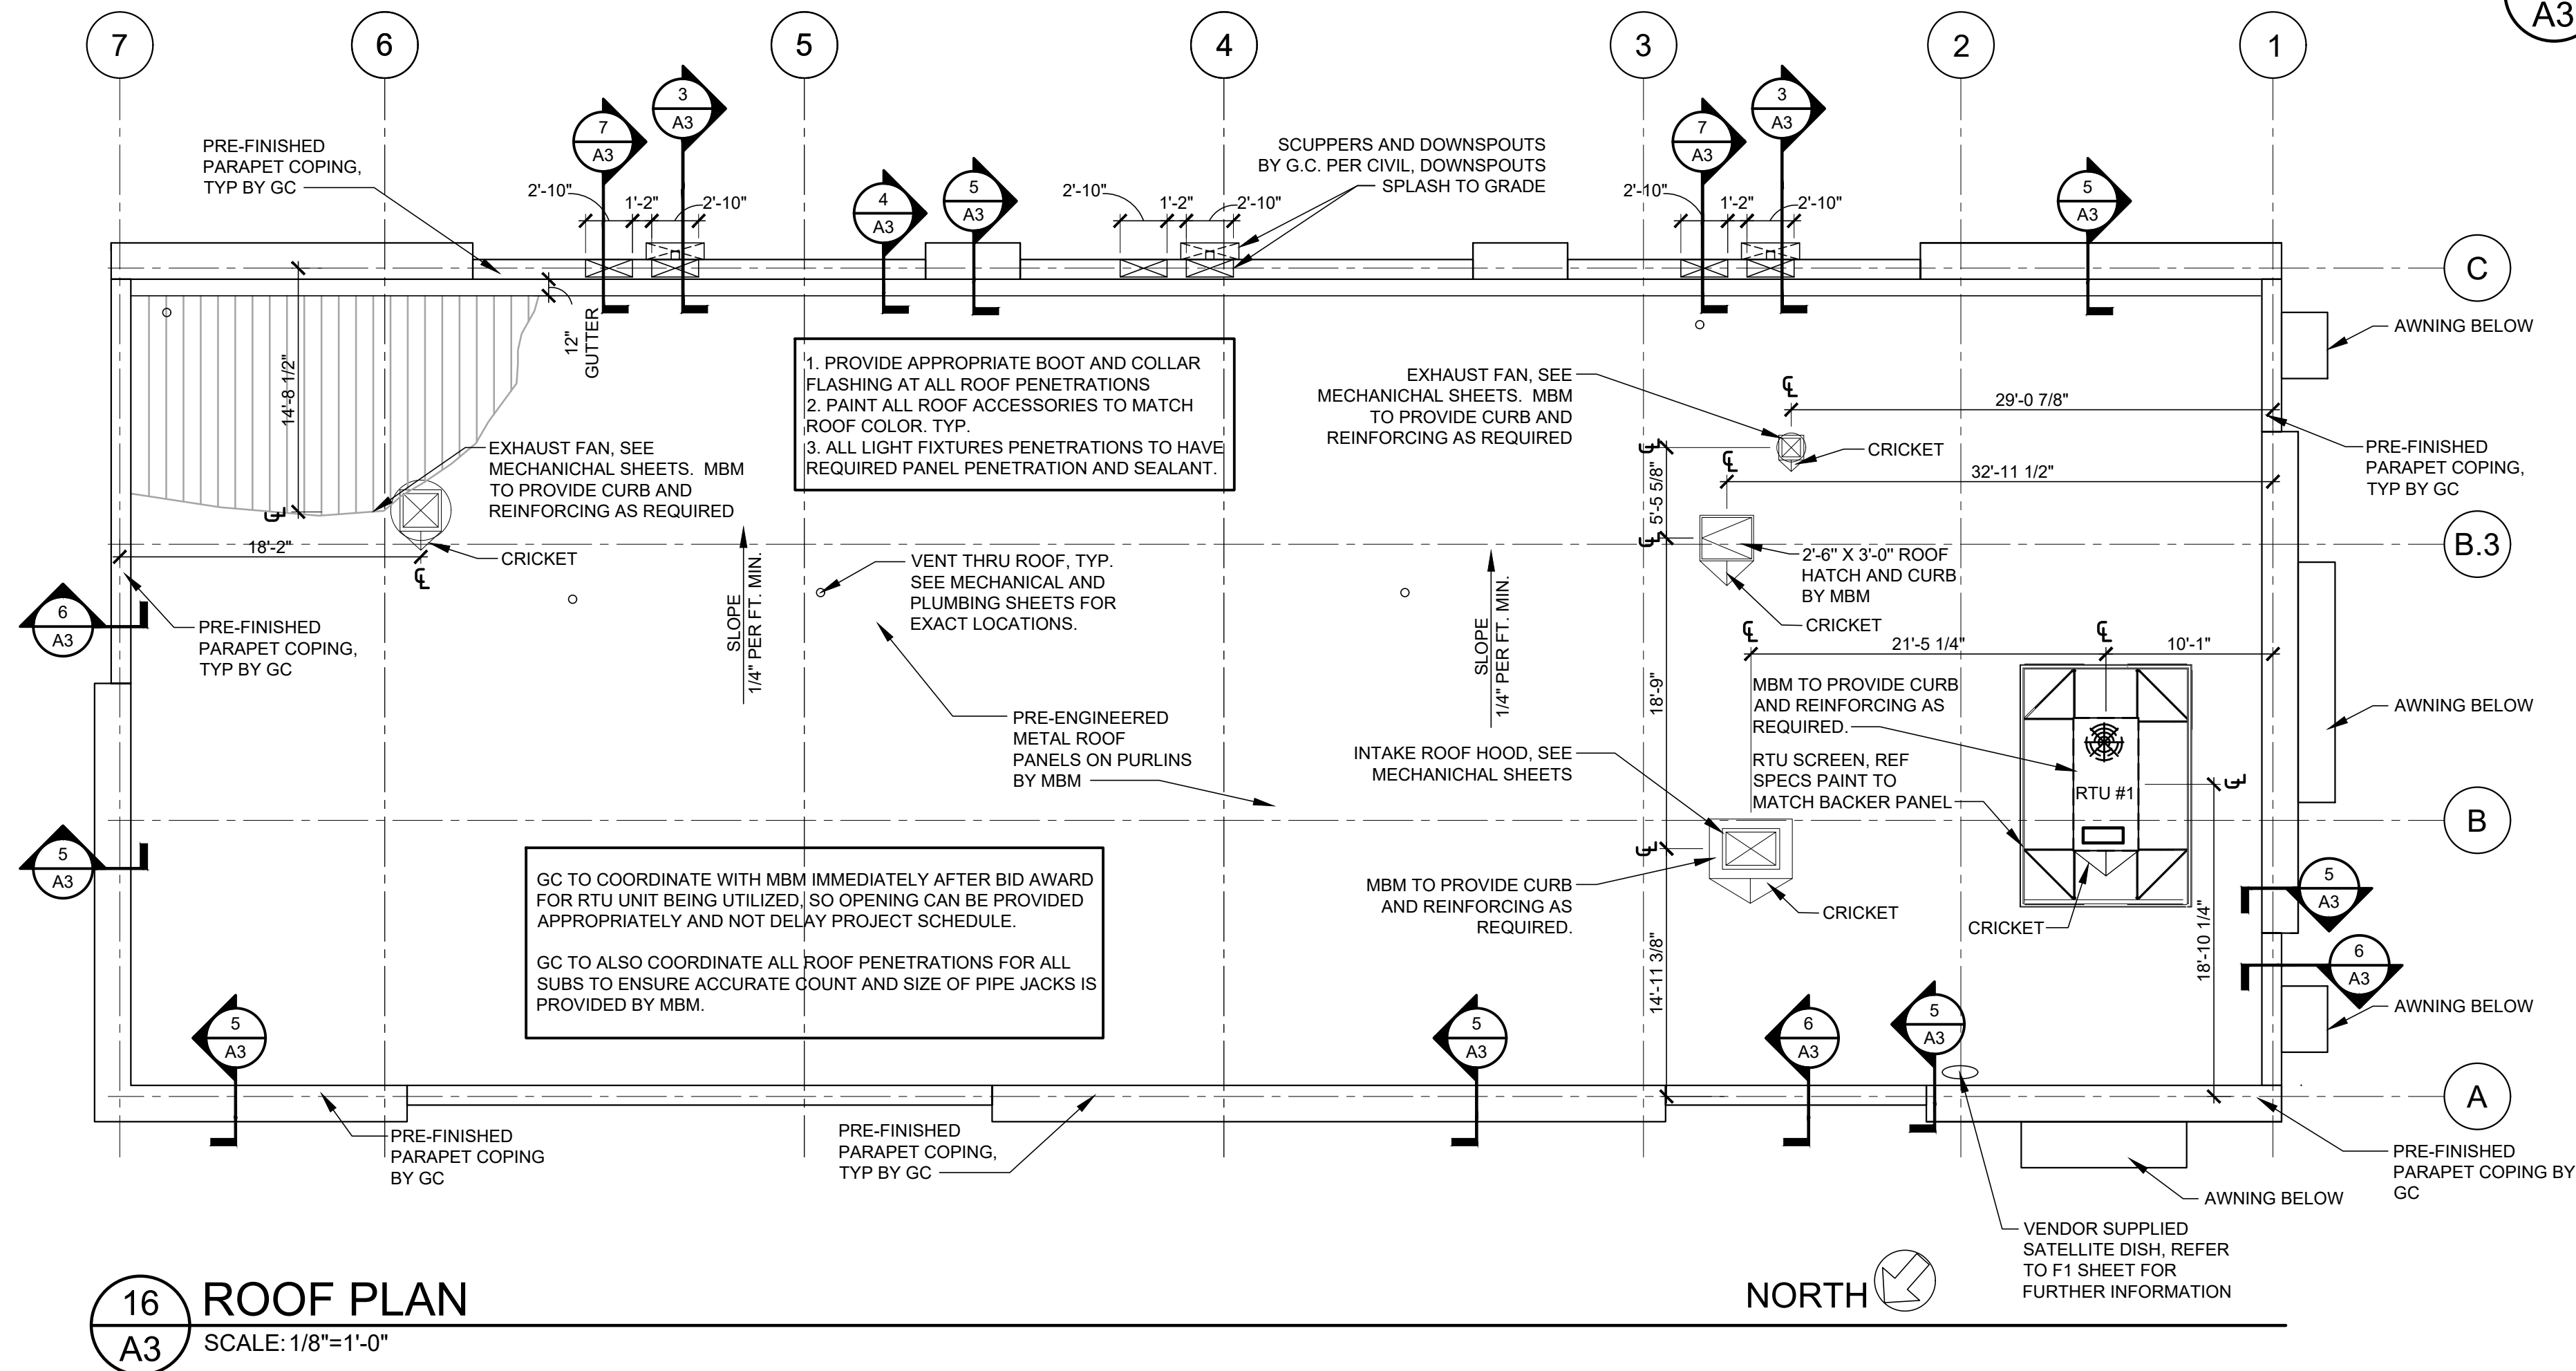 A3
7
6
5
4
3
2
1
3
A3
7
A3
4
A3
5
A3
7
A3
3
A3
5
A3
PRE-FINISHED
PARAPET COPING,
TYP BY GC
2'-10"
1'-2"
2'-10"
2'-10"
1'-2"
2'-10"
2'-10"
1'-2"
2'-10"
SCUPPERS AND DOWNSPOUTS
BY G.C. PER CIVIL, DOWNSPOUTS
SPLASH TO GRADE
C
AWNING BELOW
12"
GUTTER
14'-8 1/2"
1. PROVIDE APPROPRIATE BOOT AND COLLAR
FLASHING AT ALL ROOF PENETRATIONS
2. PAINT ALL ROOF ACCESSORIES TO MATCH
ROOF COLOR. TYP.
3. ALL LIGHT FIXTURES PENETRATIONS TO HAVE
REQUIRED PANEL PENETRATION AND SEALANT.
EXHAUST FAN, SEE
MECHANICHAL SHEETS. MBM
TO PROVIDE CURB AND
REINFORCING AS REQUIRED
29'-0 7/8"
CRICKET
32'-11 1/2"
PRE-FINISHED
PARAPET COPING,
TYP BY GC
EXHAUST FAN, SEE
MECHANICHAL SHEETS. MBM
TO PROVIDE CURB AND
REINFORCING AS REQUIRED
18'-2"
CRICKET
5'-5 5/8"
B.3
2'-6" X 3'-0" ROOF
HATCH AND CURB
BY MBM
CRICKET
VENT THRU ROOF, TYP.
SEE MECHANICAL AND
PLUMBING SHEETS FOR
EXACT LOCATIONS.
SLOPE
1/4" PER FT. MIN.
SLOPE
1/4" PER FT. MIN.
6
A3
PRE-FINISHED
PARAPET COPING,
TYP BY GC
21'-5 1/4"
10'-1"
18'-9"
MBM TO PROVIDE CURB
AND REINFORCING AS
REQUIRED.
AWNING BELOW
PRE-ENGINEERED
METAL ROOF
PANELS ON PURLINS
BY MBM
INTAKE ROOF HOOD, SEE
MECHANICHAL SHEETS
RTU SCREEN, REF
SPECS PAINT TO
MATCH BACKER PANEL
RTU #1
B
5
A3
GC TO COORDINATE WITH MBM IMMEDIATELY AFTER BID AWARD
FOR RTU UNIT BEING UTILIZED, SO OPENING CAN BE PROVIDED
APPROPRIATELY AND NOT DELAY PROJECT SCHEDULE.
GC TO ALSO COORDINATE ALL ROOF PENETRATIONS FOR ALL
SUBS TO ENSURE ACCURATE COUNT AND SIZE OF PIPE JACKS IS
PROVIDED BY MBM.
MBM TO PROVIDE CURB
AND REINFORCING AS
REQUIRED.
CRICKET
CRICKET
18'-10 1/4"
14'-11 3/8"
5
A3
6
A3
AWNING BELOW
5
A3
5
A3
6
A3
5
A3
A
PRE-FINISHED
PARAPET COPING
BY GC
PRE-FINISHED
PARAPET COPING,
TYP BY GC
PRE-FINISHED
PARAPET COPING BY
GC
AWNING BELOW
VENDOR SUPPLIED
SATELLITE DISH, REFER
TO F1 SHEET FOR
FURTHER INFORMATION
NORTH
16
A3
ROOF PLAN
SCALE: 1/8"=1'-0"